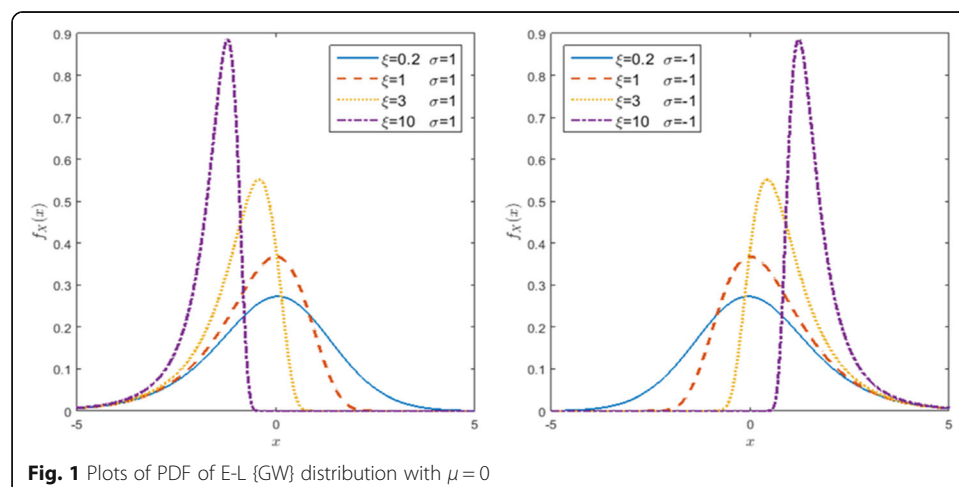 0.9
0.8
0.7
0.6
0.5
0.4
0.3
0.2
0.1
0
-5
0
5
f_X(x)
x
ξ=0.2 σ=1
ξ=1 σ=1
ξ=3 σ=1
ξ=10 σ=1
0.9
0.8
0.7
0.6
0.5
0.4
0.3
0.2
0.1
0
-5
0
5
f_X(x)
x
ξ=0.2 σ=-1
ξ=1 σ=-1
ξ=3 σ=-1
ξ=10 σ=-1
Fig. 1 Plots of PDF of E-L {GW} distribution with μ = 0